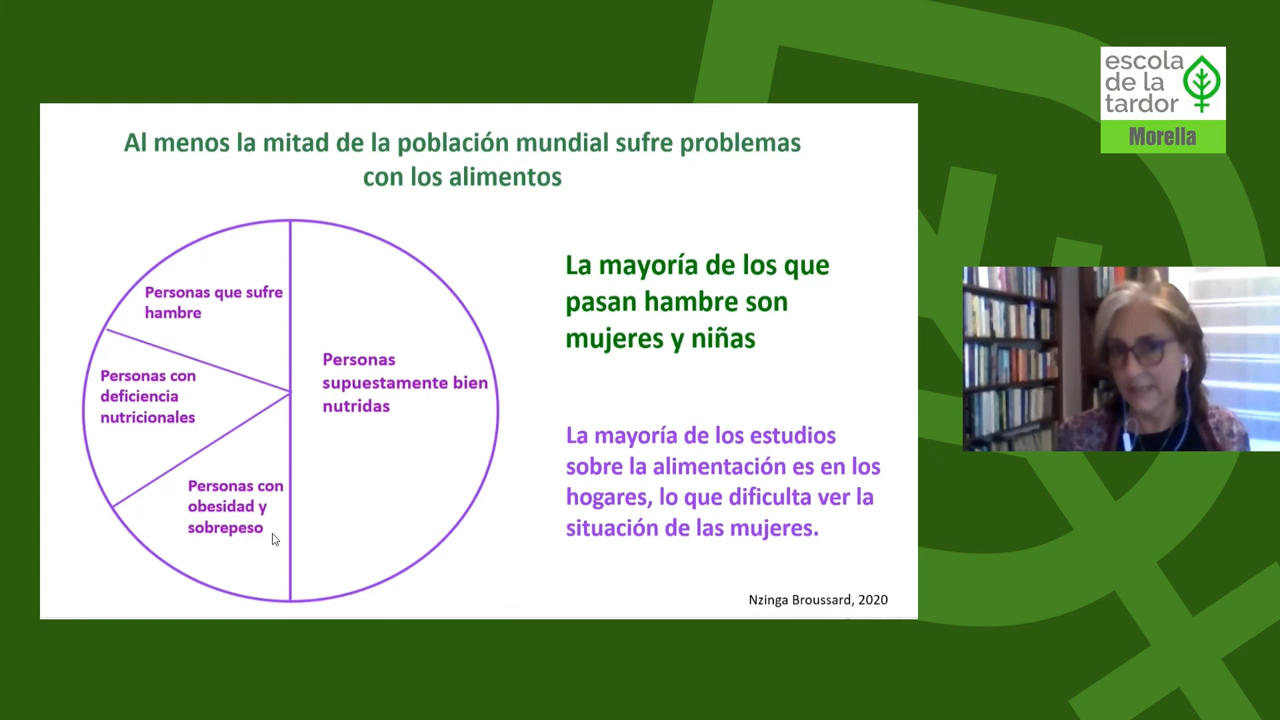 escola
de la
tardor
Morella
Al menos la mitad de la población mundial sufre problemas
con los alimentos
Personas que sufre
hambre
Personas con
deficiencia
nutricionales
Personas con
obesidad y
sobrepeso
Personas
supuestamente bien
nutridas
La mayoría de los que
pasan hambre son
mujeres y niñas
La mayoría de los estudios
sobre la alimentación es en los
hogares, lo que dificulta ver la
situación de las mujeres.
Nzinga Broussard, 2020